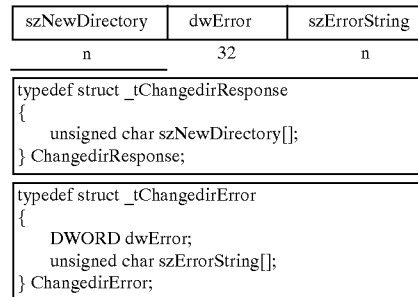 szNewDirectory dwError szErrorString
n 32 n
typedef struct _tChangedirResponse
{
unsigned char szNewDirectory[];
} ChangedirResponse;
typedef struct _tChangedirError
{
DWORD dwError;
unsigned char szErrorString[];
} ChangedirError;